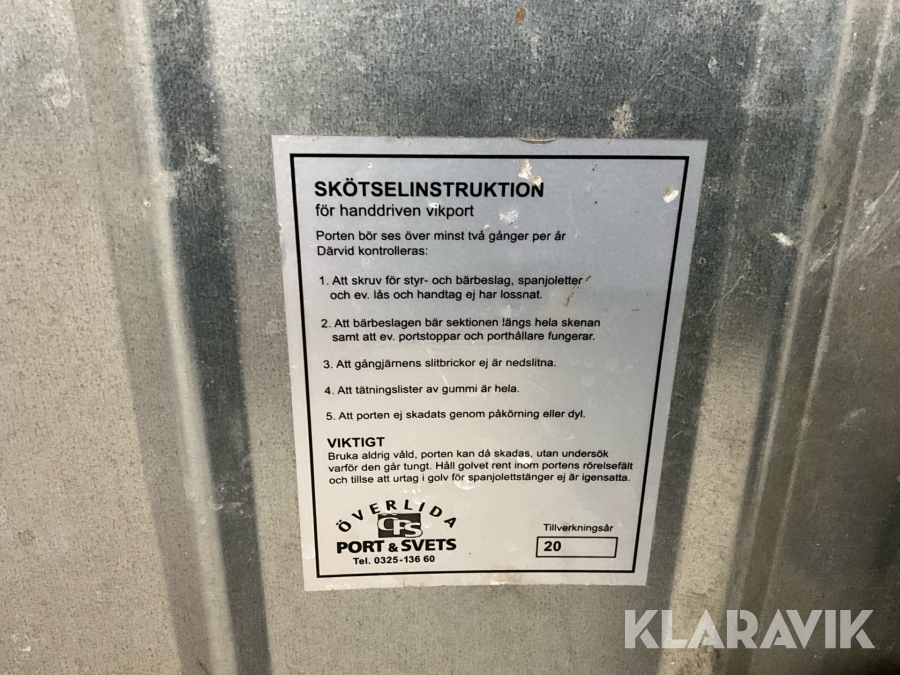 SKÖTSELINSTRUKTION
för handdriven vikport
Porten bör ses över minst två gånger per år
Därvid kontrolleras:
1. Att skruv för styr- och bärbeslag, spanjoletter
och ev. lås och handtag ej har lossnat.
2. Att bärbeslagen bär sektionen längs hela skenan
samt att ev. portstoppar och porthållare fungerar.
3. Att gångjärnens slitbrickor ej är nedslitna.
4. Att tätningslister av gummi är hela.
5. Att porten ej skadats genom påkörning eller dyl.
VIKTIGT
Bruka aldrig våld, porten kan då skadas, utan undersök
varför den går tungt. Håll golvet rent inom portens rörelsefält
och tillse att urtag i golv för spanjolettstänger ej är igensatta.
ÖVERLIDA
ÖPS
PORT & SVETS
Tel. 0325-136 60
Tillverkningsår
20
KLARAVIK